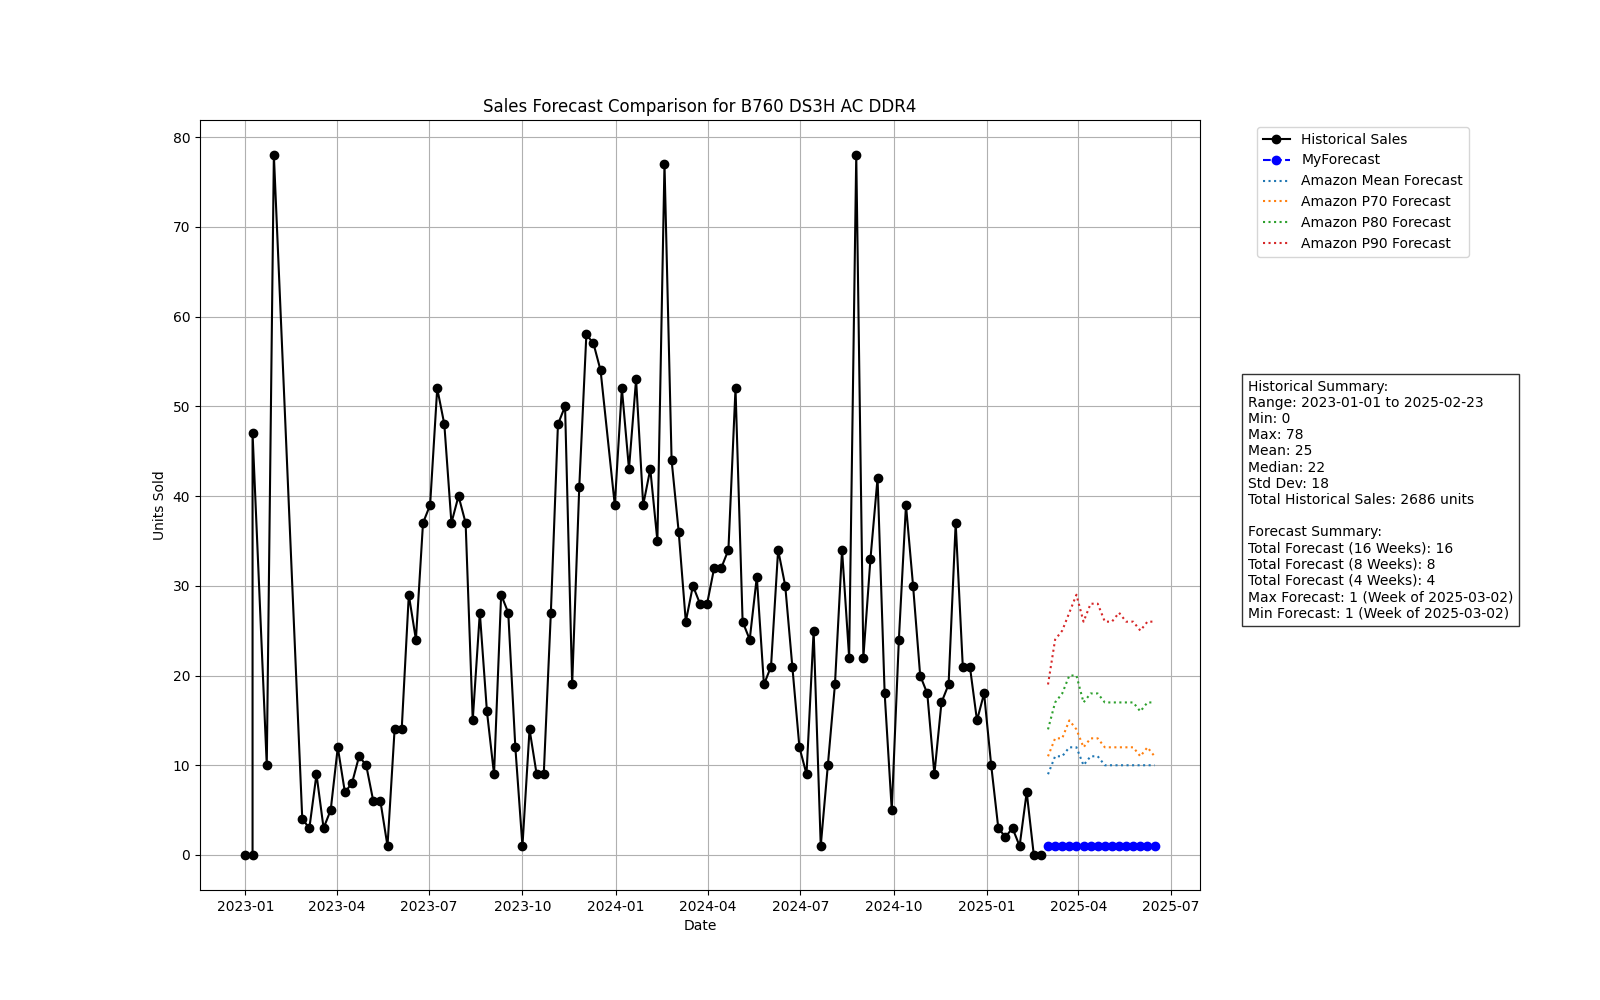 Sales Forecast Comparison for B760 DS3H AC DDR4
80
70
60
50
40
30
20
10
0
Units Sold
2023-01
2023-04
2023-07
2023-10
2024-01
2024-04
2024-07
2024-10
2025-01
2025-04
2025-07
Date
Historical Sales
MyForecast
Amazon Mean Forecast
Amazon P70 Forecast
Amazon P80 Forecast
Amazon P90 Forecast
Historical Summary:
Range: 2023-01-01 to 2025-02-23
Min: 0
Max: 78
Mean: 25
Median: 22
Std Dev: 18
Total Historical Sales: 2686 units
Forecast Summary:
Total Forecast (16 Weeks): 16
Total Forecast (8 Weeks): 8
Total Forecast (4 Weeks): 4
Max Forecast: 1 (Week of 2025-03-02)
Min Forecast: 1 (Week of 2025-03-02)